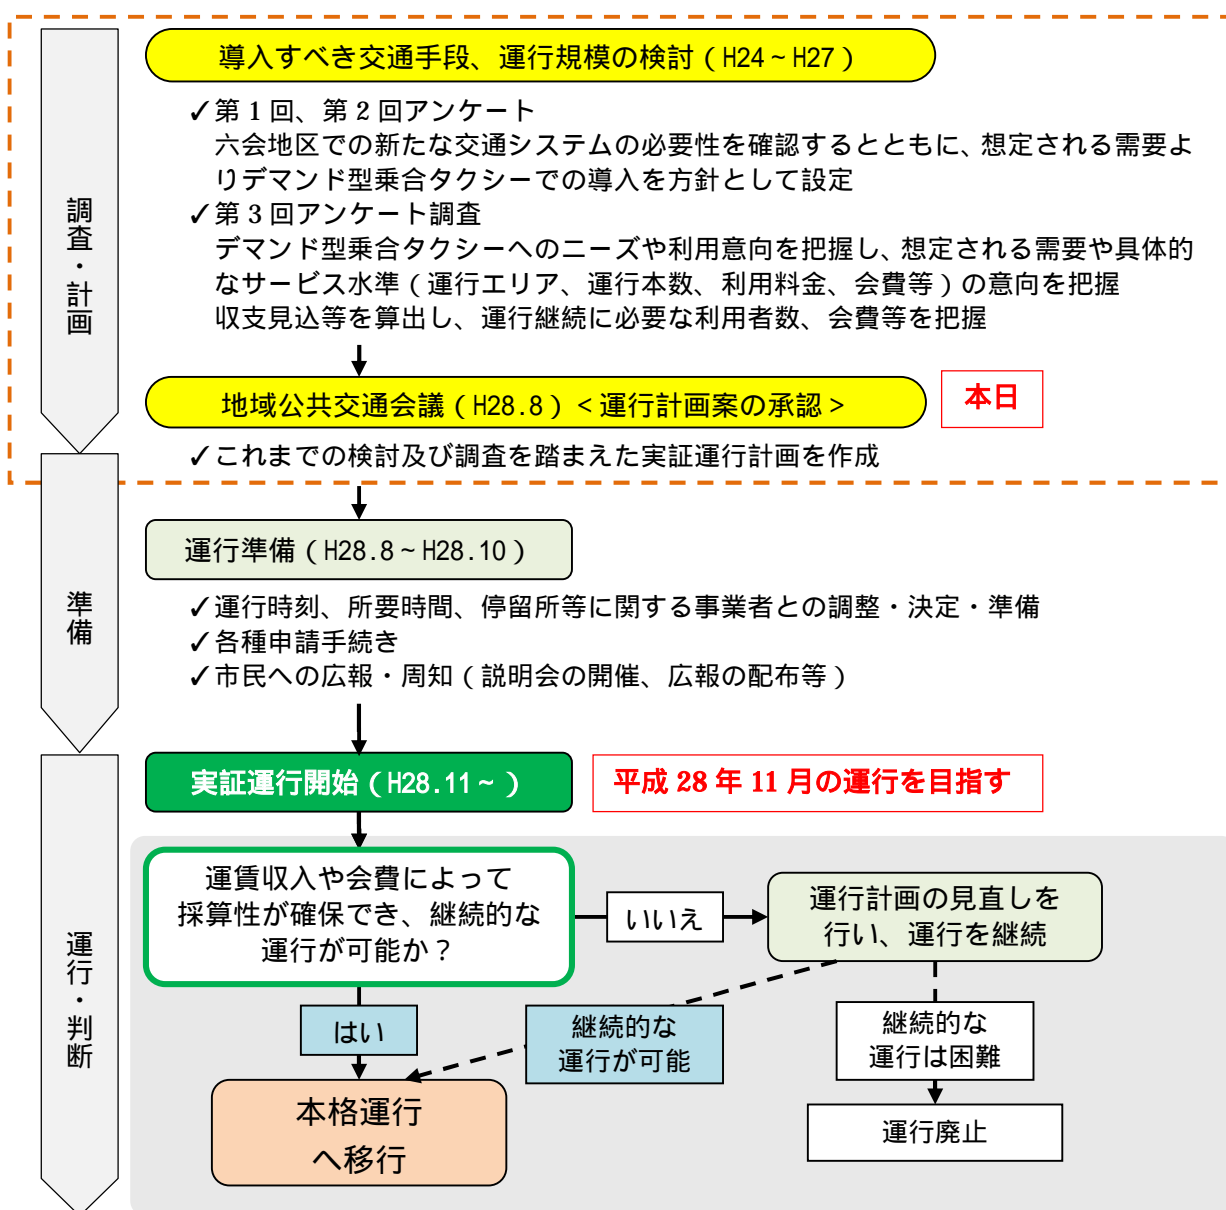 調査・計画
導入すべき交通手段、運行規模の検討（H24～H27）
✓第1回、第2回アンケート
六会地区での新たな交通システムの必要性を確認するとともに、想定される需要よ
りデマンド型乗合タクシーでの導入を方針として設定
✓第3回アンケート調査
デマンド型乗合タクシーへのニーズや利用意向を把握し、想定される需要や具体的
なサービス水準（運行エリア、運行本数、利用料金、会費等）の意向を把握
収支見込等を算出し、運行継続に必要な利用者数、会費等を把握
地域公共交通会議（H28.8）＜運行計画案の承認＞
本日
✓これまでの検討及び調査を踏まえた実証運行計画を作成
準備
運行準備（H28.8～H28.10）
✓運行時刻、所要時間、停留所等に関する事業者との調整・決定・準備
✓各種申請手続き
✓市民への広報・周知（説明会の開催、広報の配布等）
運行・判断
実証運行開始（H28.11～）
平成 28 年 11 月の運行を目指す
運賃収入や会費によって
採算性が確保でき、継続的な
運行が可能か？
いいえ
運行計画の見直しを
行い、運行を継続
はい
継続的な
運行が可能
継続的な
運行は困難
本格運行
へ移行
運行廃止